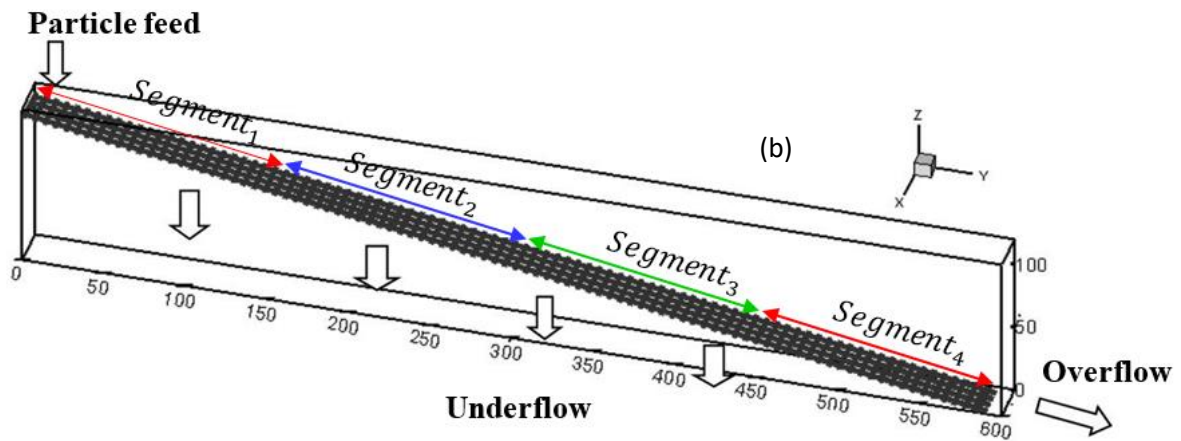 Particle feed
Segment1
Segment2
Segment3
Segment4
(b)
Z
Y
X
100
50
0
0
50
100
150
200
250
300
350
400
450
500
550
600
Underflow
Overflow